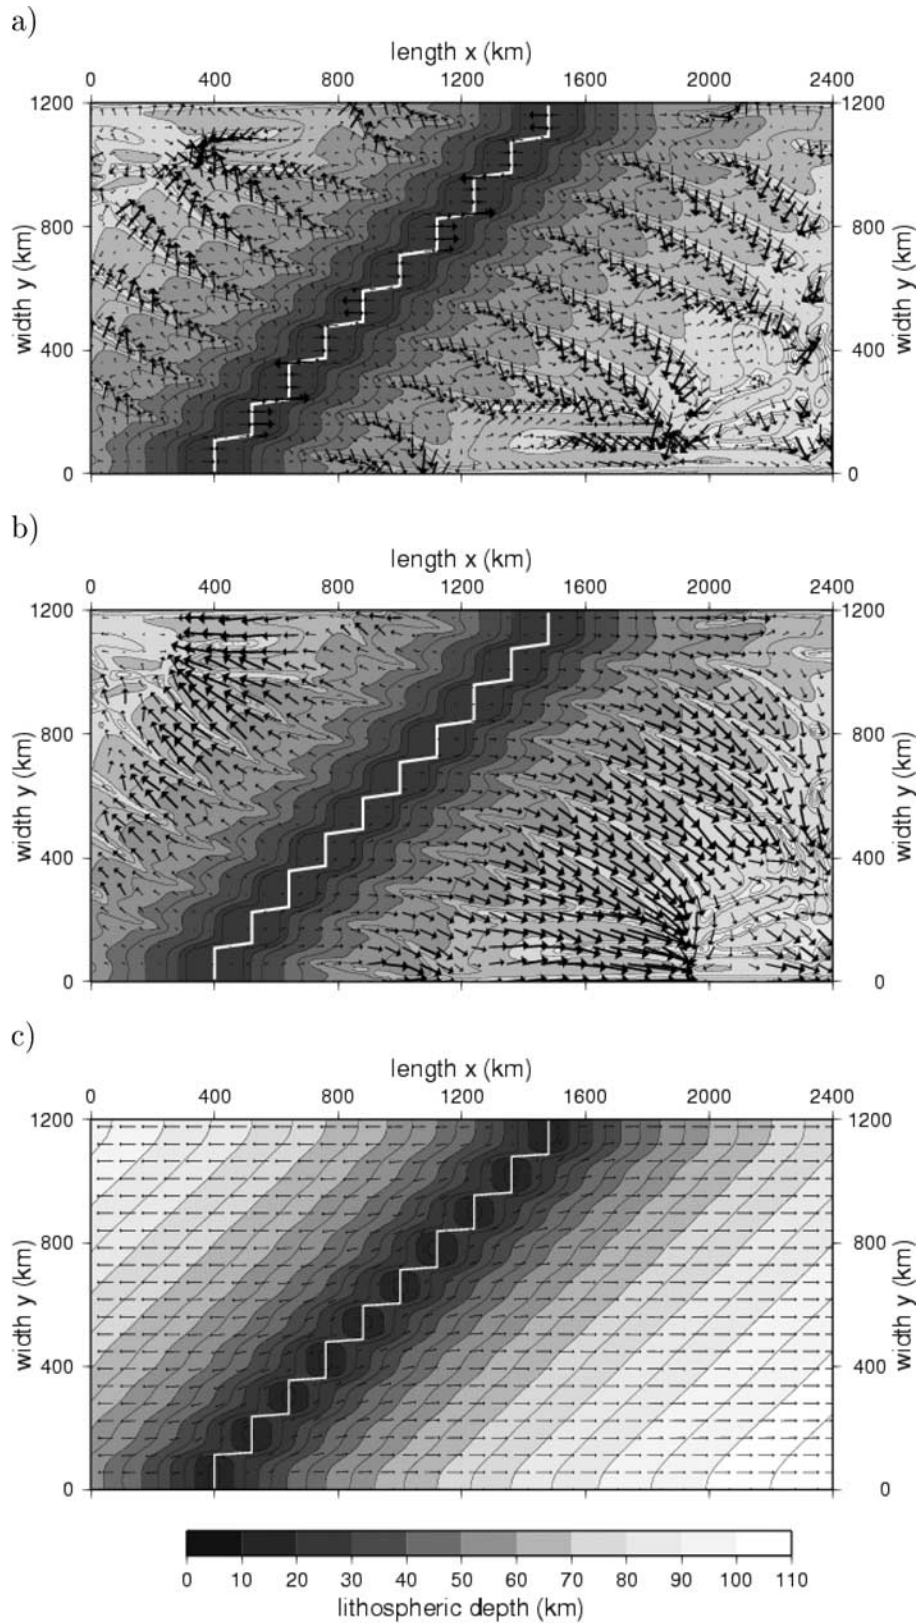 a)
length x (km)
0 400 800 1200 1600 2000 2400
1200 1200
800 800
width y (km) width y (km)
400 400
0 0
b)
length x (km)
0 400 800 1200 1600 2000 2400
1200 1200
800 800
width y (km) width y (km)
400 400
0 0
c)
length x (km)
0 400 800 1200 1600 2000 2400
1200 1200
800 800
width y (km) width y (km)
400 400
0 0
0 10 20 30 40 50 60 70 80 90 100 110
lithospheric depth (km)